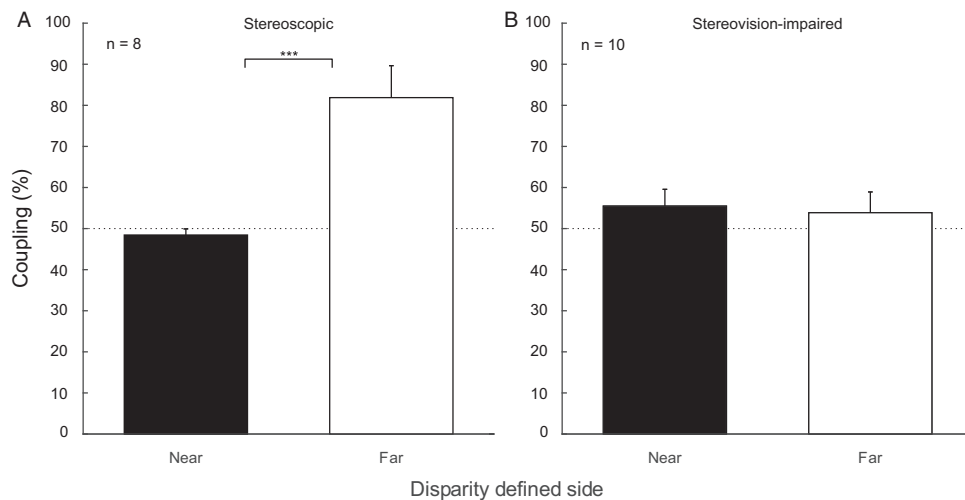 A
Stereoscopic
n = 8
***
100
90
80
70
60
50
40
30
20
10
0
Coupling (%)
Near
Far
B
Stereovision-impaired
n = 10
100
90
80
70
60
50
40
30
20
10
0
Near
Far
Disparity defined side